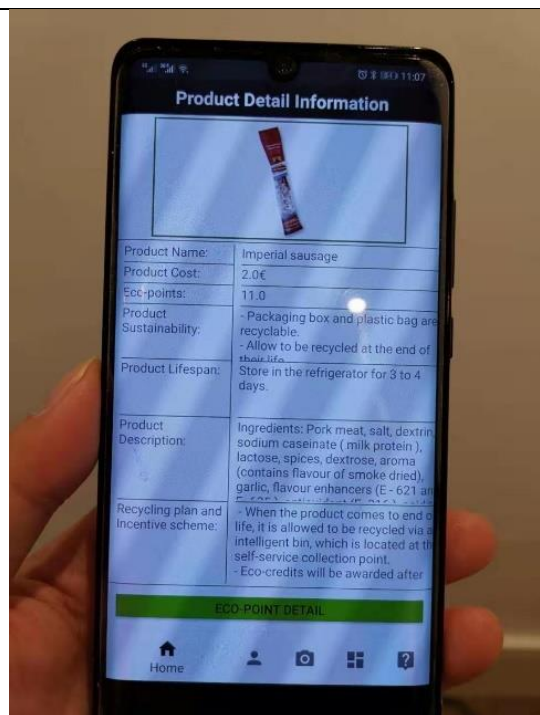 11:07
Product Detail Information
Product Name:
Imperial sausage
Product Cost:
2.0€
Eco-points:
11.0
Product
Sustainability:
- Packaging box and plastic bag are
recyclable.
- Allow to be recycled at the end of
their life
Product Lifespan:
Store in the refrigerator for 3 to 4
days.
Product
Description:
Ingredients: Pork meat, salt, dextrin,
sodium caseinate ( milk protein ),
lactose, spices, dextrose, aroma
(contains flavour of smoke dried),
garlic, flavour enhancers (E - 621 an
Recycling plan and
Incentive scheme:
- When the product comes to end o
life, it is allowed to be recycled via a
intelligent bin, which is located at th
self-service collection point.
- Eco-credits will be awarded after
ECO-POINT DETAIL
Home